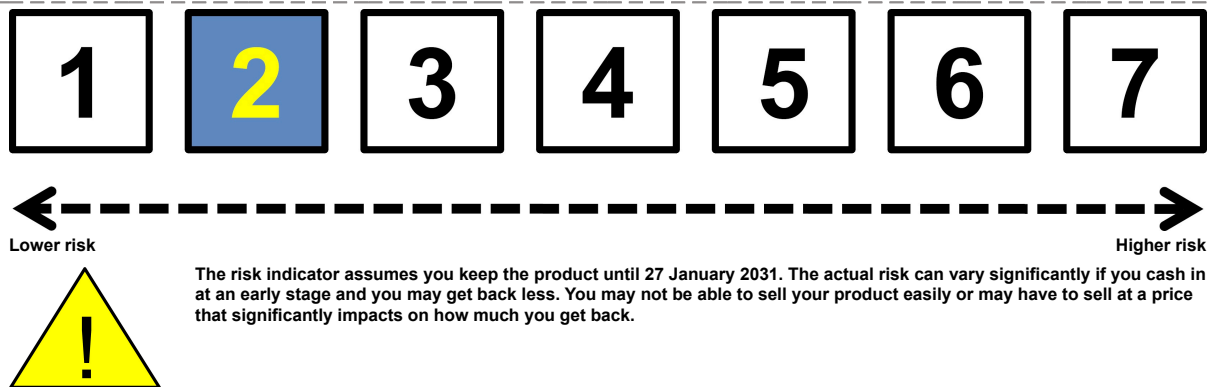 1 2 3 4 5 6 7
Lower risk Higher risk
The risk indicator assumes you keep the product until 27 January 2031. The actual risk can vary significantly if you cash in
at an early stage and you may get back less. You may not be able to sell your product easily or may have to sell at a price
that significantly impacts on how much you get back.
!